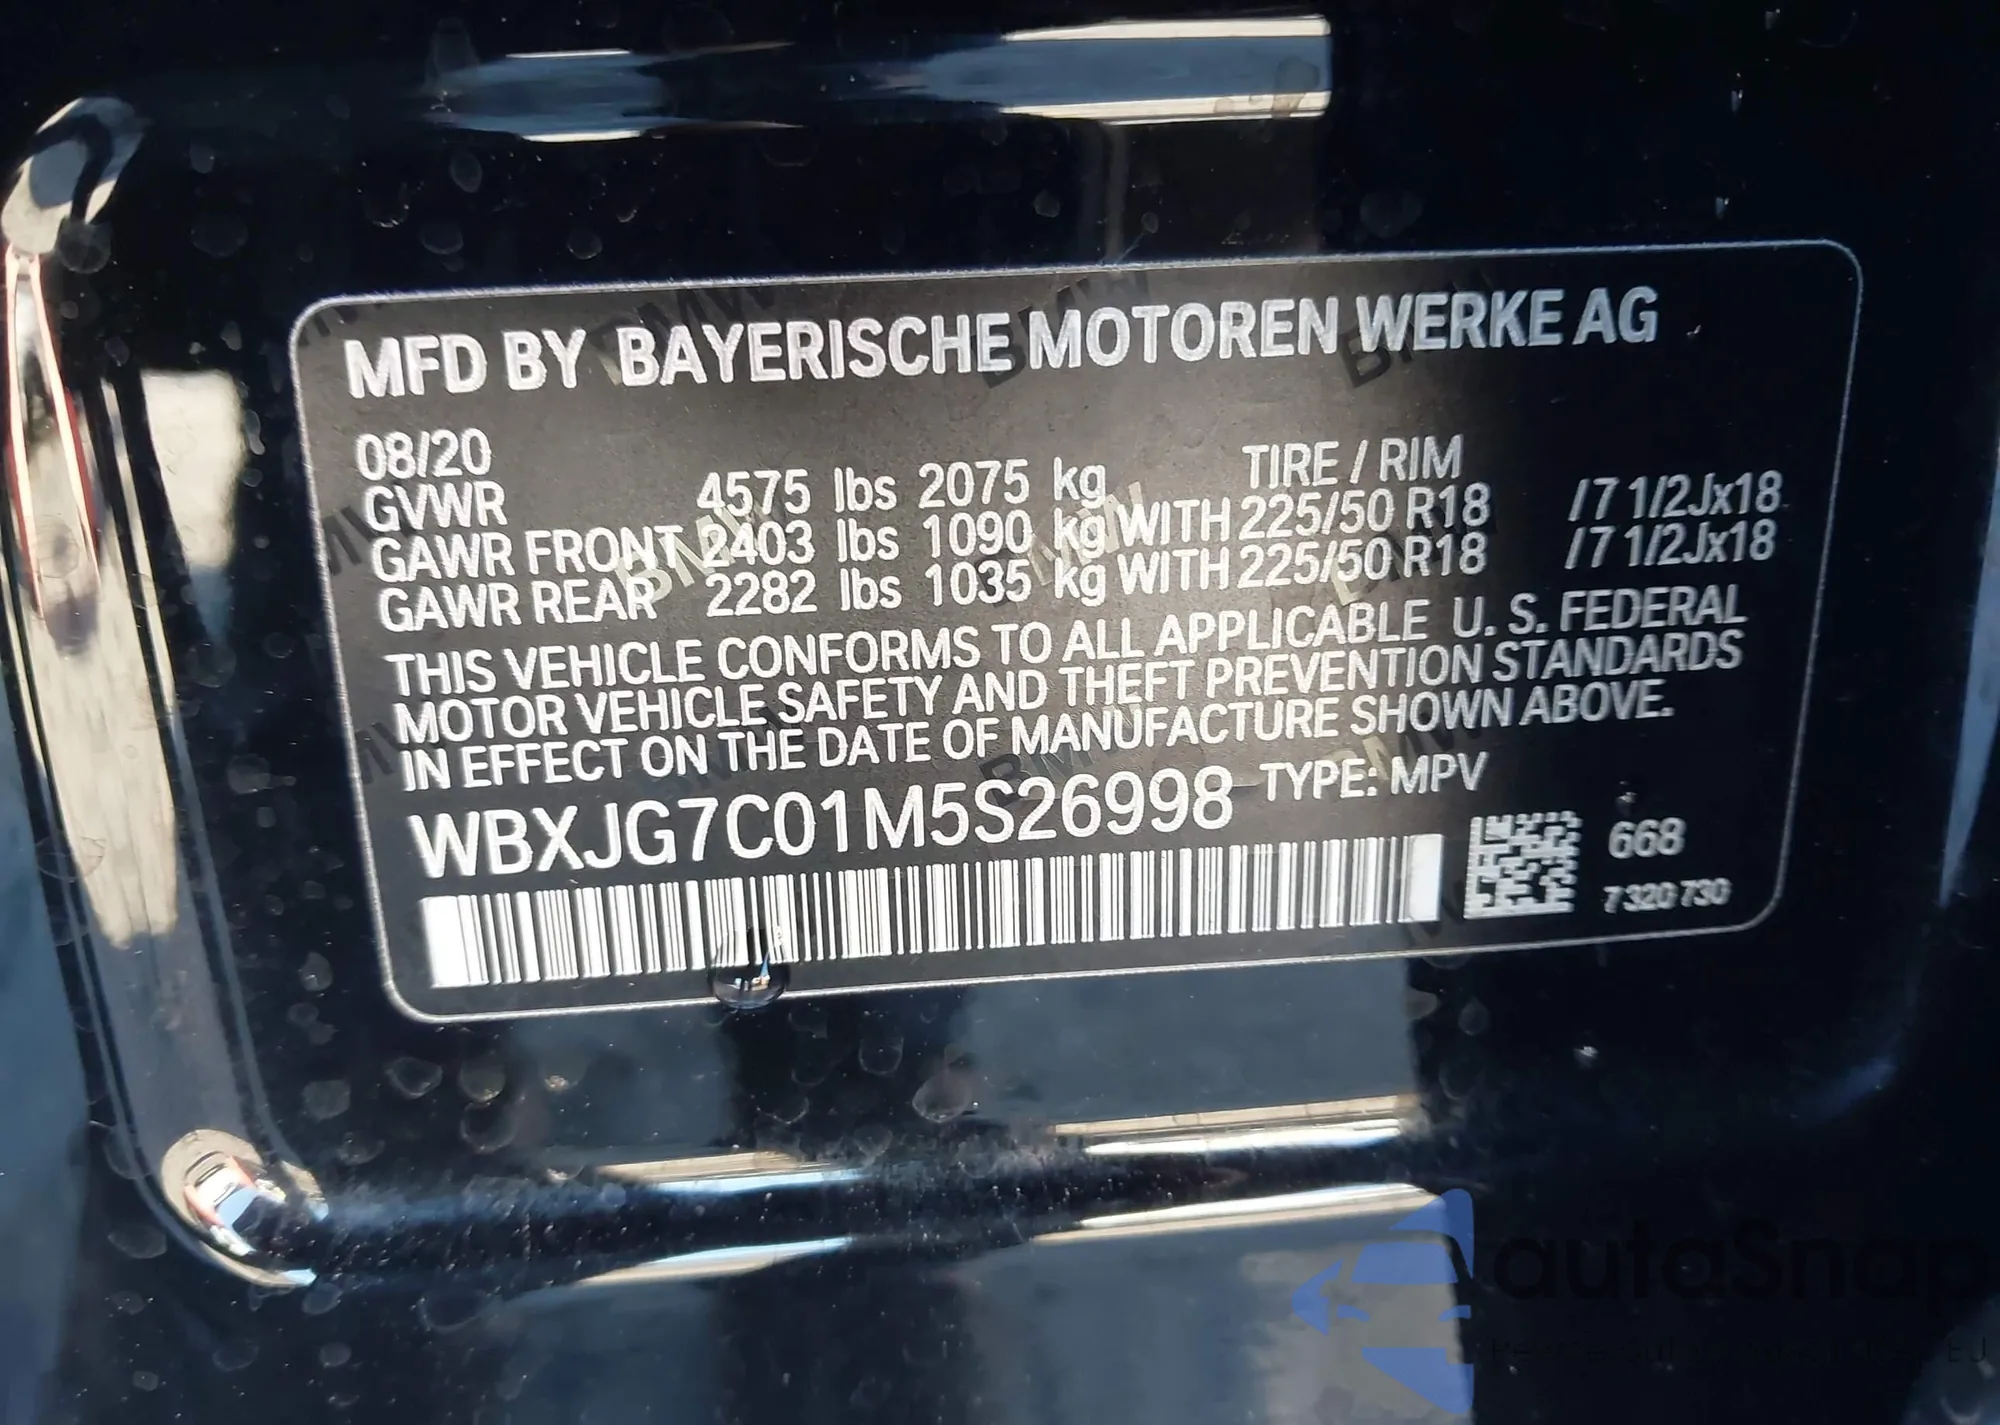 MFD BY BAYERISCHE MOTOREN WERKE AG
08/20 TIRE / RIM
GVWR 4575 lbs 2075 kg
GAWR FRONT 2403 lbs 1090 kg WITH 225/50 R18 /7 1/2Jx18
GAWR REAR 2282 lbs 1035 kg WITH 225/50 R18 /7 1/2Jx18
THIS VEHICLE CONFORMS TO ALL APPLICABLE U. S. FEDERAL
MOTOR VEHICLE SAFETY AND THEFT PREVENTION STANDARDS
IN EFFECT ON THE DATE OF MANUFACTURE SHOWN ABOVE.
WBXJG7C01M5S26998 TYPE: MPV
668
7 320 730
autoSnap